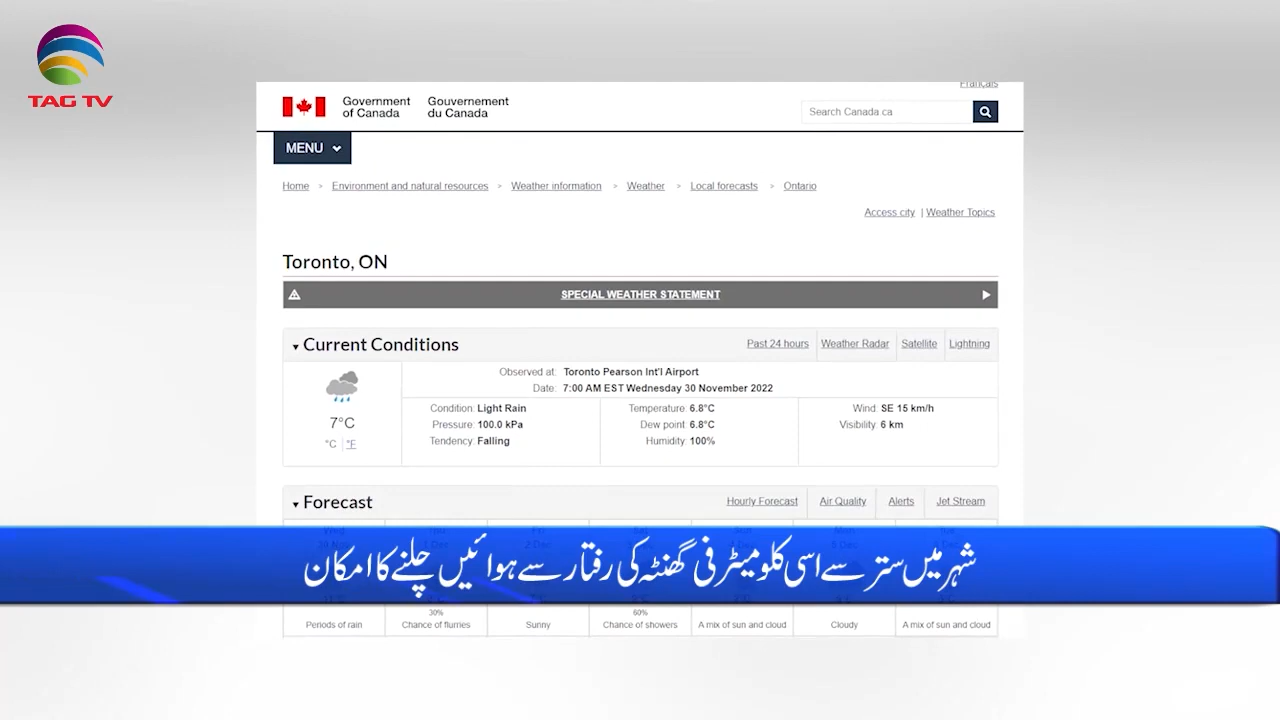 TAG TV
Français
Government of Canada
Gouvernement du Canada
Search Canada ca
MENU
Home > Environment and natural resources > Weather information > Weather > Local forecasts > Ontario
Access city | Weather Topics
Toronto, ON
SPECIAL WEATHER STATEMENT
Current Conditions
Past 24 hours
Weather Radar
Satellite
Lightning
Observed at: Toronto Pearson Int'l Airport
Date: 7:00 AM EST Wednesday 30 November 2022
7°C
°C | °F
Condition: Light Rain
Pressure: 100.0 kPa
Tendency: Falling
Temperature: 6.8°C
Dew point: 6.8°C
Humidity: 100%
Wind: SE 15 km/h
Visibility: 6 km
Forecast
Hourly Forecast
Air Quality
Alerts
Jet Stream
شہر میں ستر سے اسی کلومیٹر فی گھنٹہ کی رفتار سے ہوائیں چلنے کا امکان
30%
60%
Periods of rain
Chance of flurries
Sunny
Chance of showers
A mix of sun and cloud
Cloudy
A mix of sun and cloud